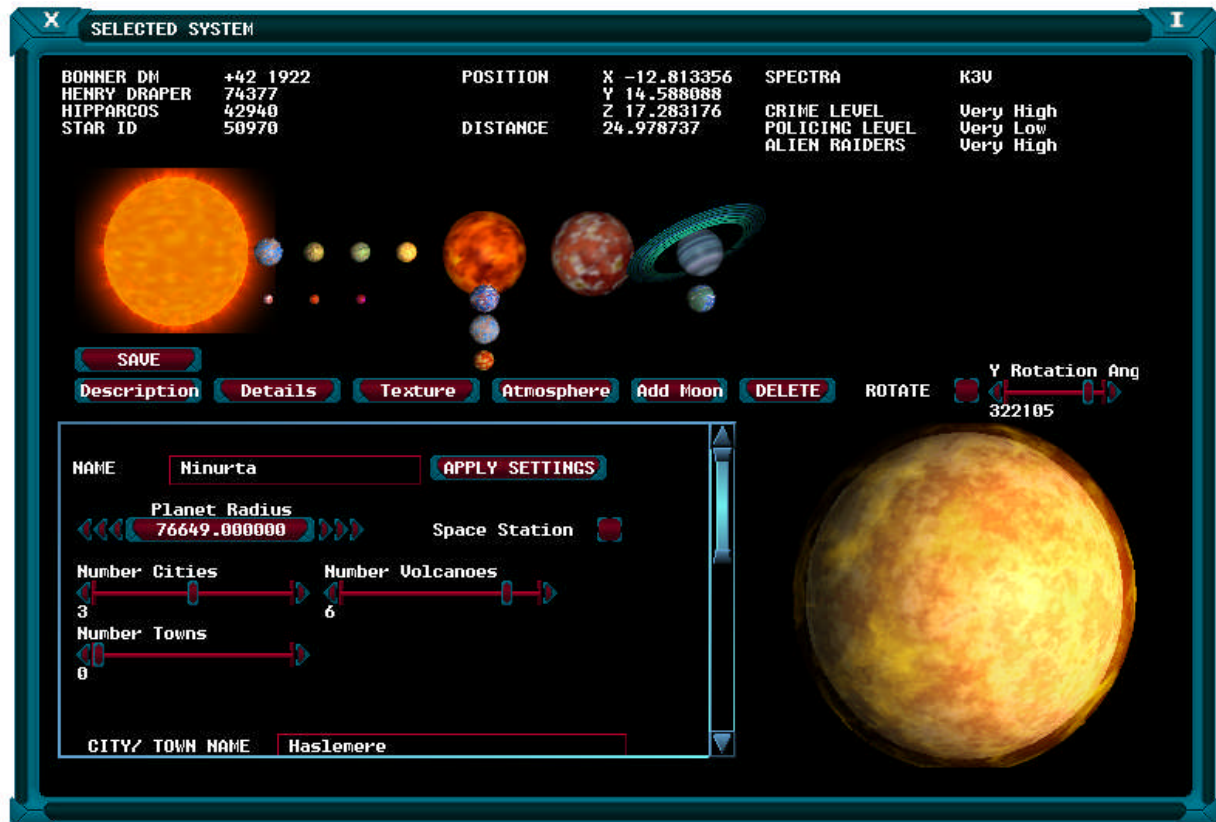 X
I
SELECTED SYSTEM
BONNER DM +42 1922 POSITION X -12.813356 SPECTRA K3V
HENRY DRAPER 74377 Y 14.588088
HIPPARCOS 42940 Z 17.283176 CRIME LEVEL Very High
STAR ID 50970 DISTANCE 24.978737 POLICING LEVEL Very Low
ALIEN RAIDERS Very High
SAVE
Y Rotation Ang
Description Details Texture Atmosphere Add Moon DELETE ROTATE
322105
NAME Ninurta APPLY SETTINGS
Planet Radius
76649.000000 Space Station
Number Cities Number Volcanoes
3 6
Number Towns
0
CITY/ TOWN NAME Haslemere